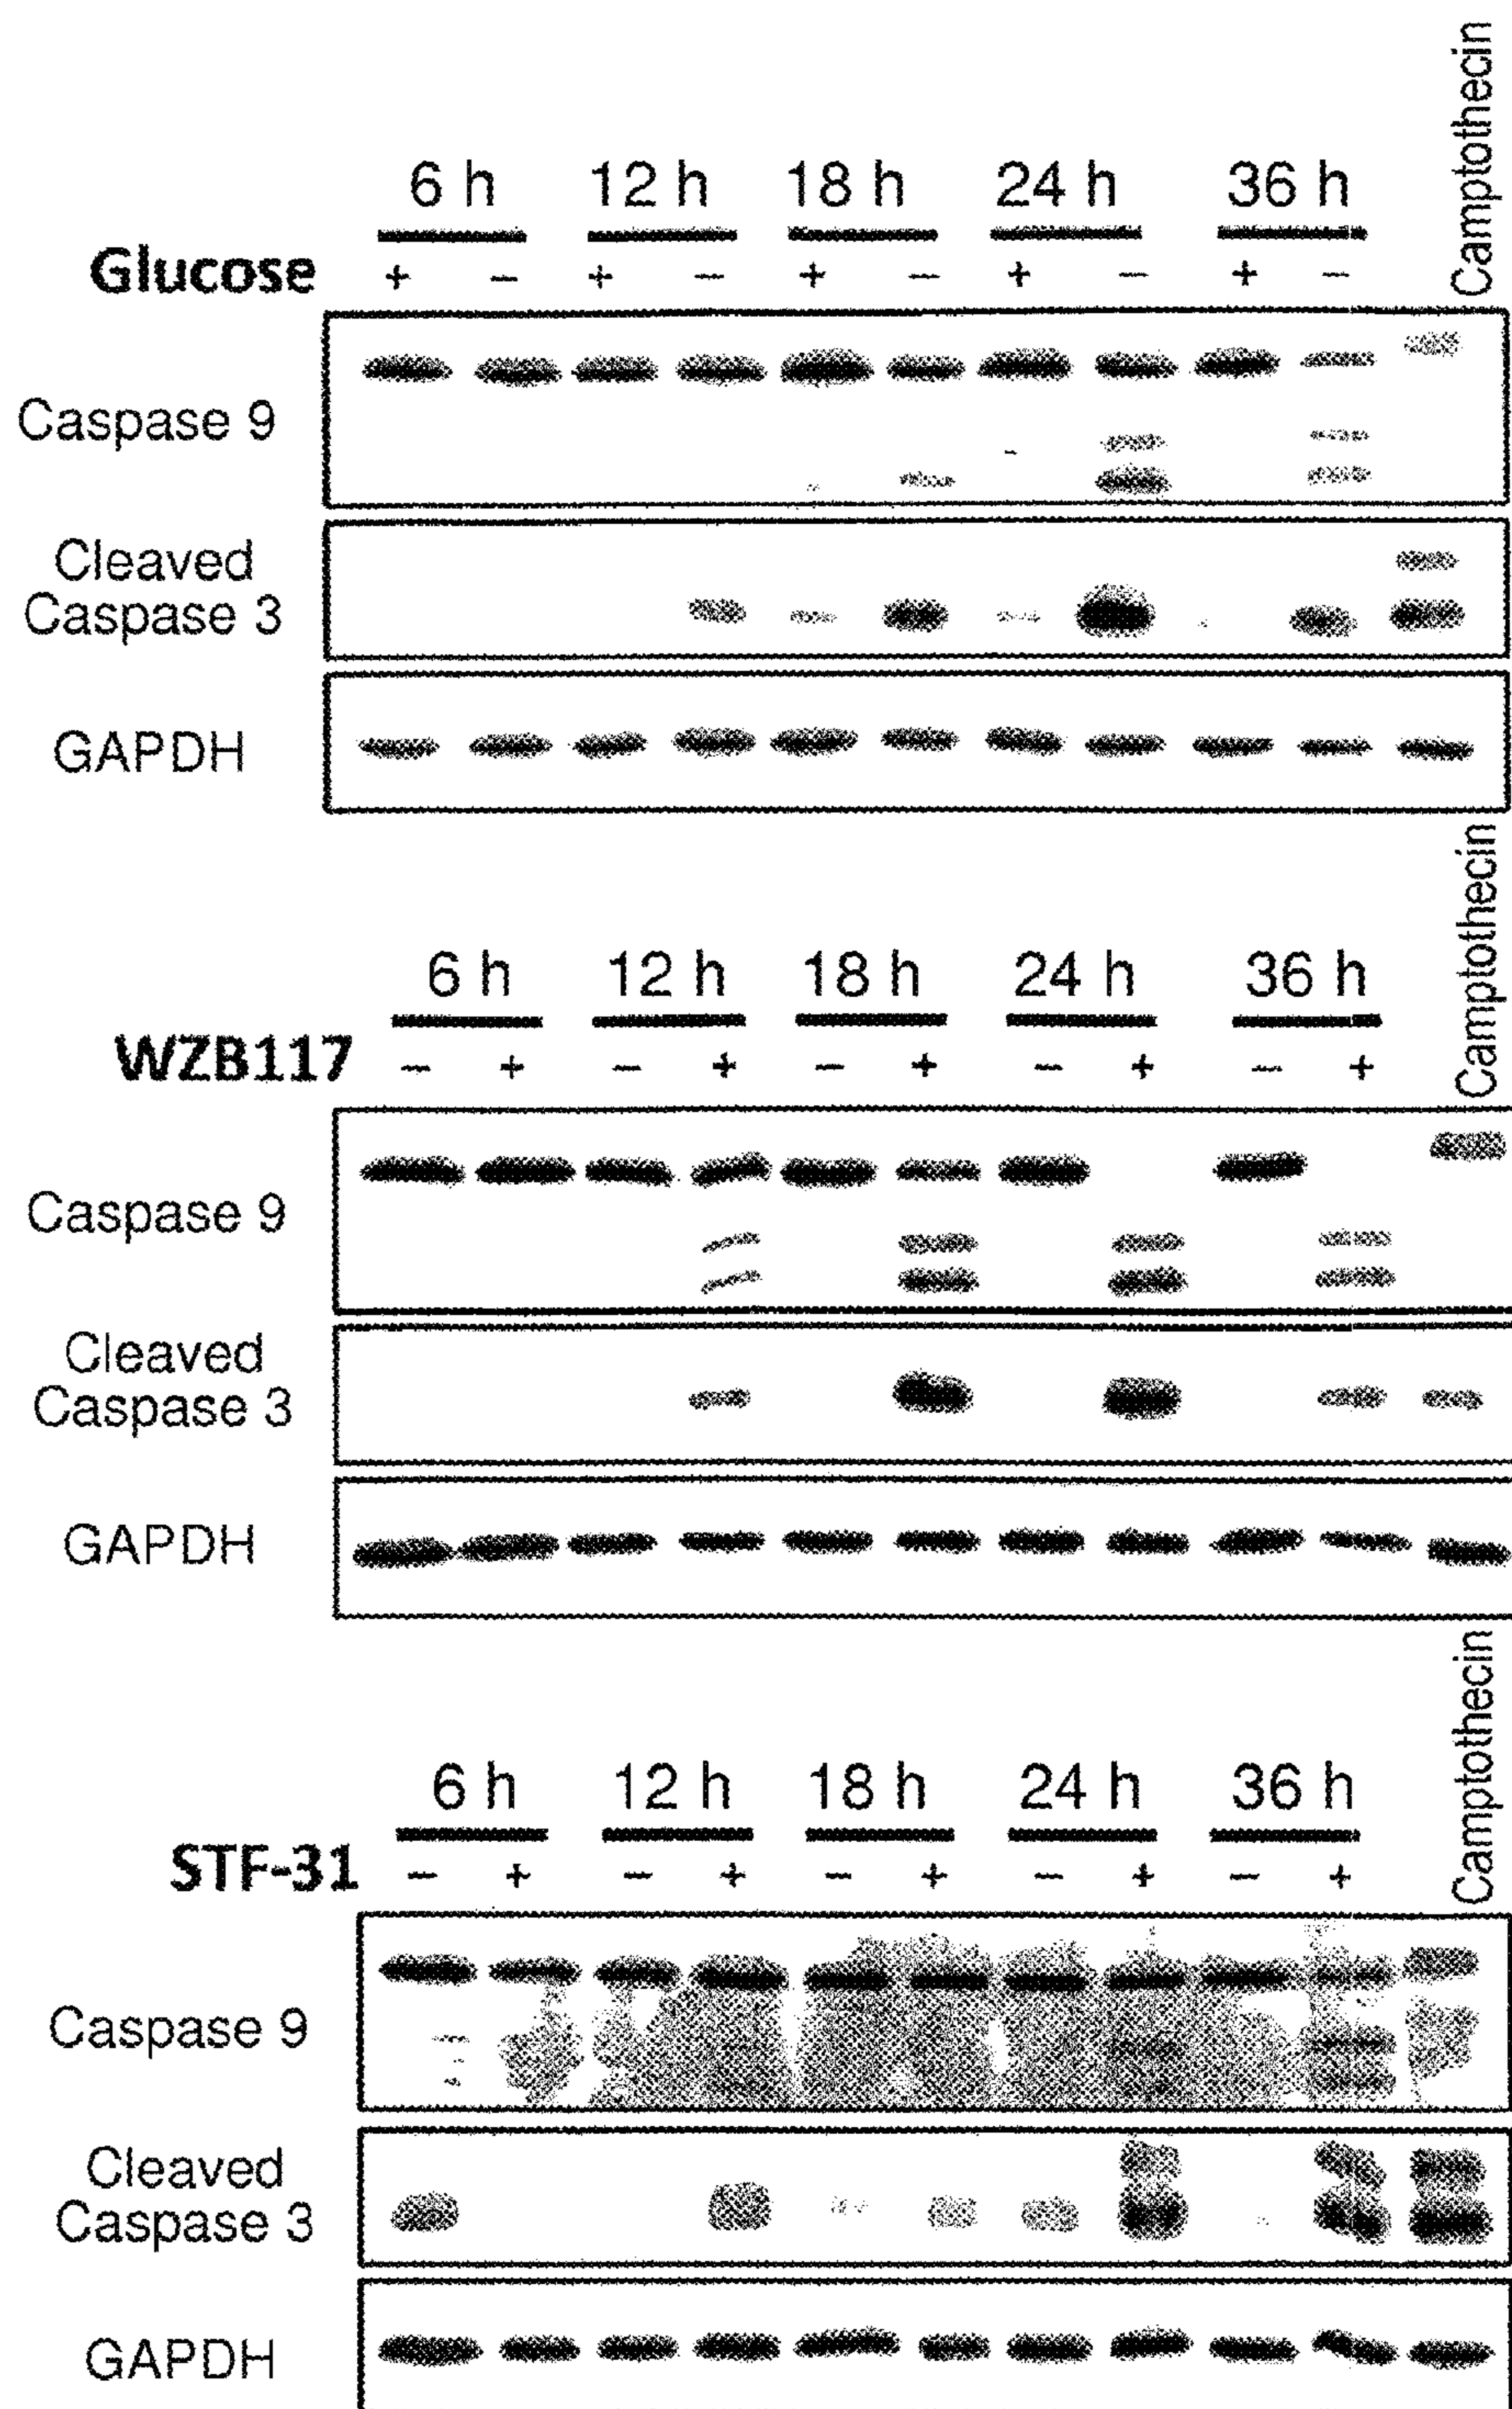 Camptothecin
6 h 12 h 18 h 24 h 36 h
Glucose + − + − + − + − + −
Caspase 9
Cleaved
Caspase 3
GAPDH
Camptothecin
6 h 12 h 18 h 24 h 36 h
WZB117 − + − + − + − + − +
Caspase 9
Cleaved
Caspase 3
GAPDH
Camptothecin
6 h 12 h 18 h 24 h 36 h
STF-31 − + − + − + − + − +
Caspase 9
Cleaved
Caspase 3
GAPDH